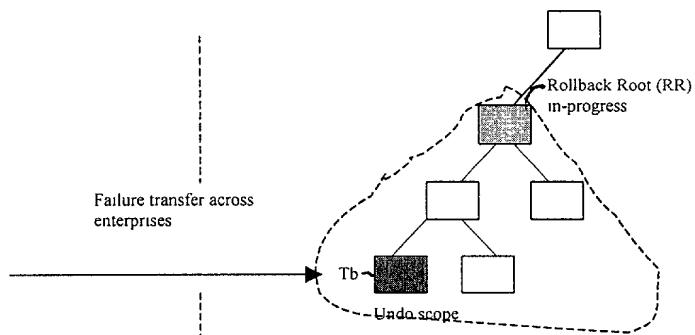 Rollback Root (RR)
in-progress
Failure transfer across
enterprises
Tb
Undo scope